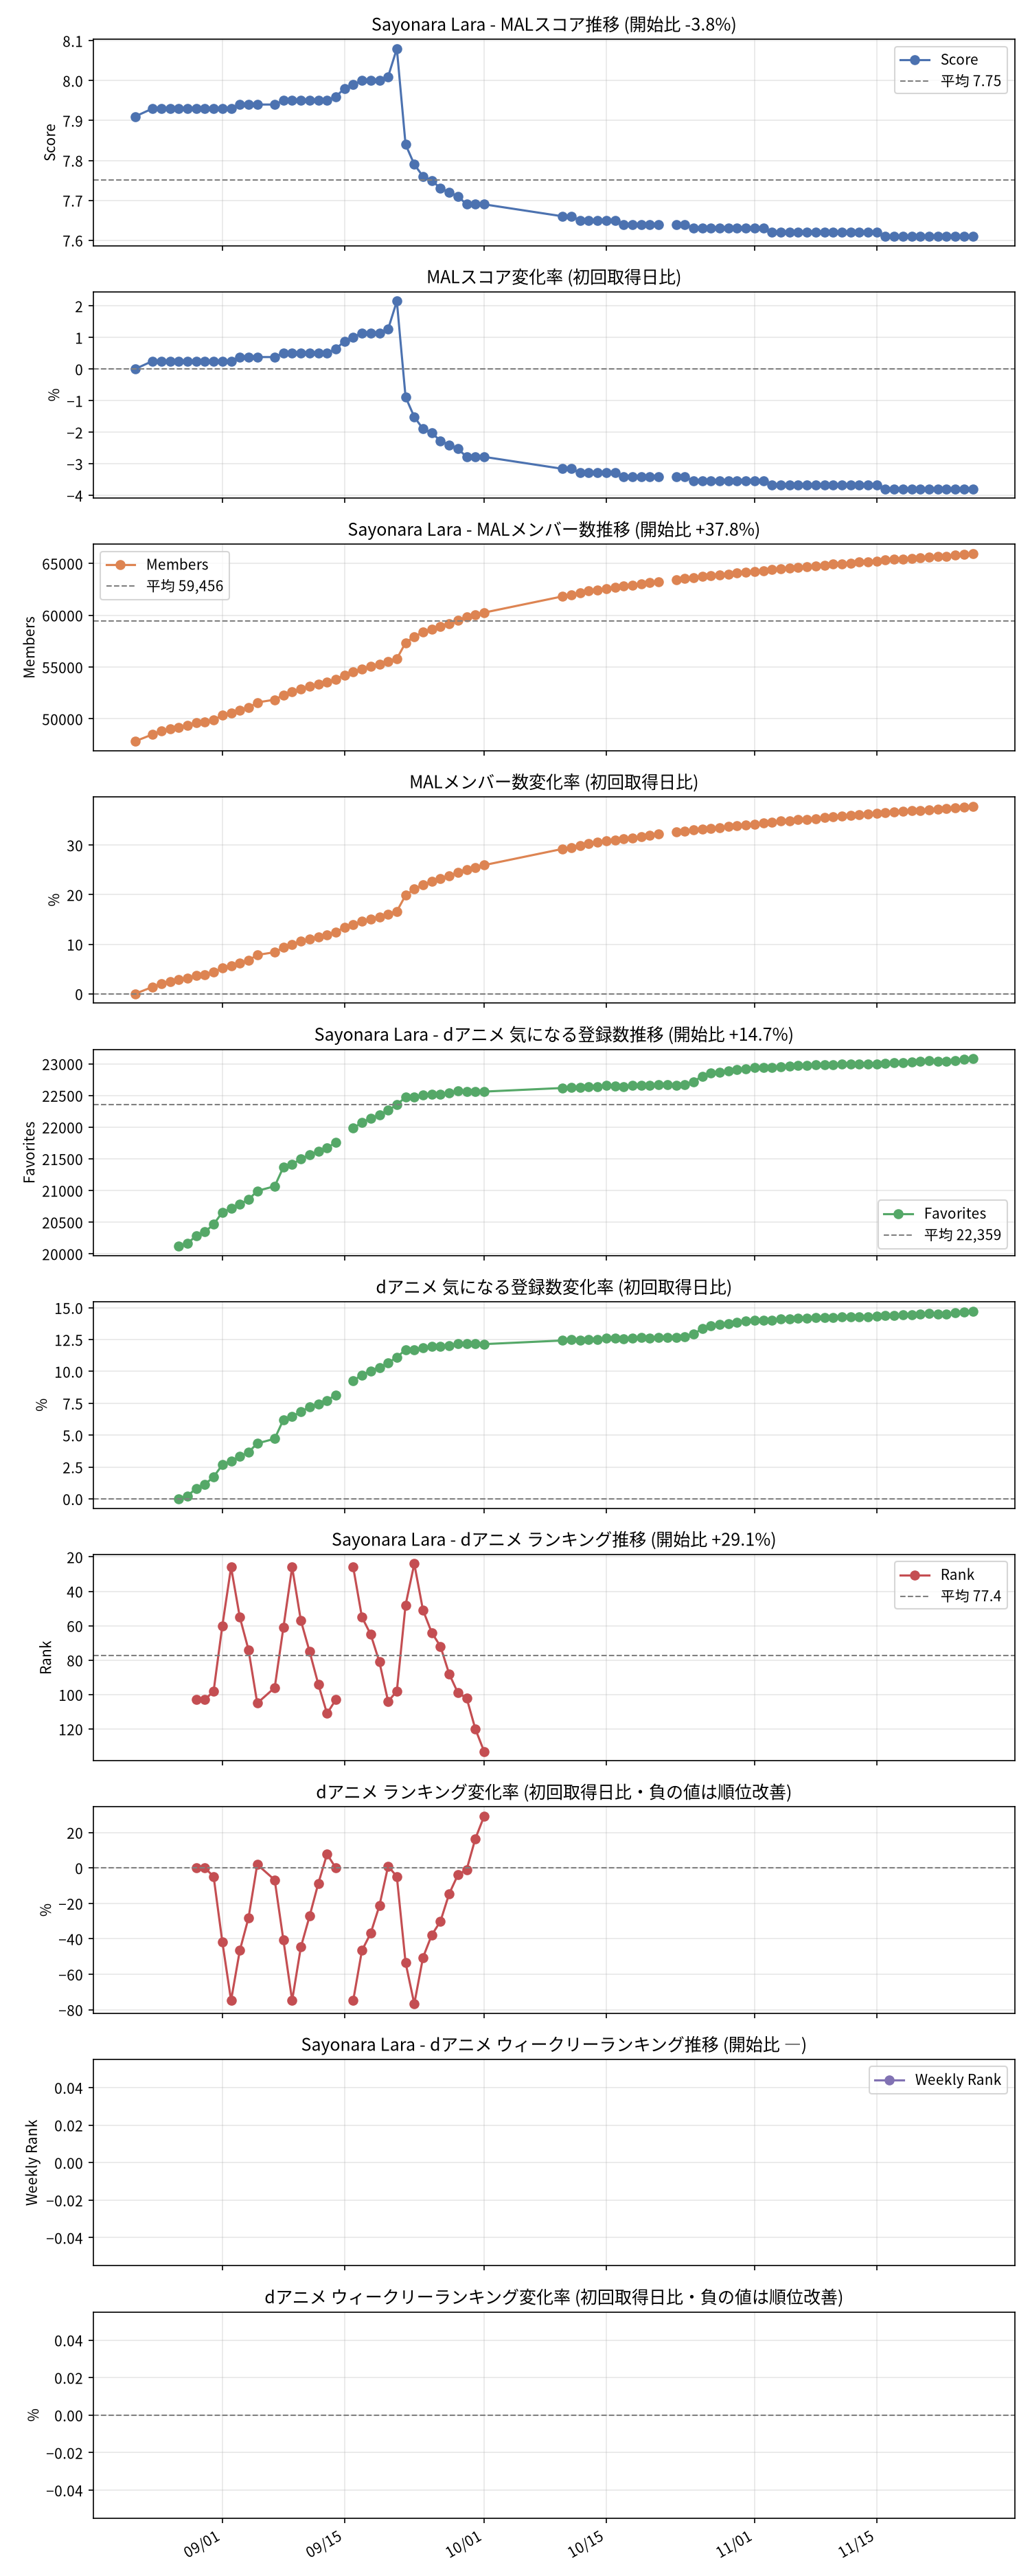 Sayonara Lara - MALスコア推移 (開始比 -3.8%)
8.1
8.0
7.9
7.8
7.7
7.6
Score
Score
平均 7.75
MALスコア変化率 (初回取得日比)
2
1
0
−1
−2
−3
−4
%
Sayonara Lara - MALメンバー数推移 (開始比 +37.8%)
65000
60000
55000
50000
Members
Members
平均 59,456
MALメンバー数変化率 (初回取得日比)
30
20
10
0
%
Sayonara Lara - dアニメ 気になる登録数推移 (開始比 +14.7%)
23000
22500
22000
21500
21000
20500
20000
Favorites
Favorites
平均 22,359
dアニメ 気になる登録数変化率 (初回取得日比)
15.0
12.5
10.0
7.5
5.0
2.5
0.0
%
Sayonara Lara - dアニメ ランキング推移 (開始比 +29.1%)
20
40
60
80
100
120
Rank
Rank
平均 77.4
dアニメ ランキング変化率 (初回取得日比・負の値は順位改善)
20
0
−20
−40
−60
−80
%
Sayonara Lara - dアニメ ウィークリーランキング推移 (開始比 —)
0.04
0.02
0.00
−0.02
−0.04
Weekly Rank
Weekly Rank
dアニメ ウィークリーランキング変化率 (初回取得日比・負の値は順位改善)
0.04
0.02
0.00
−0.02
−0.04
%
09/01
09/15
10/01
10/15
11/01
11/15